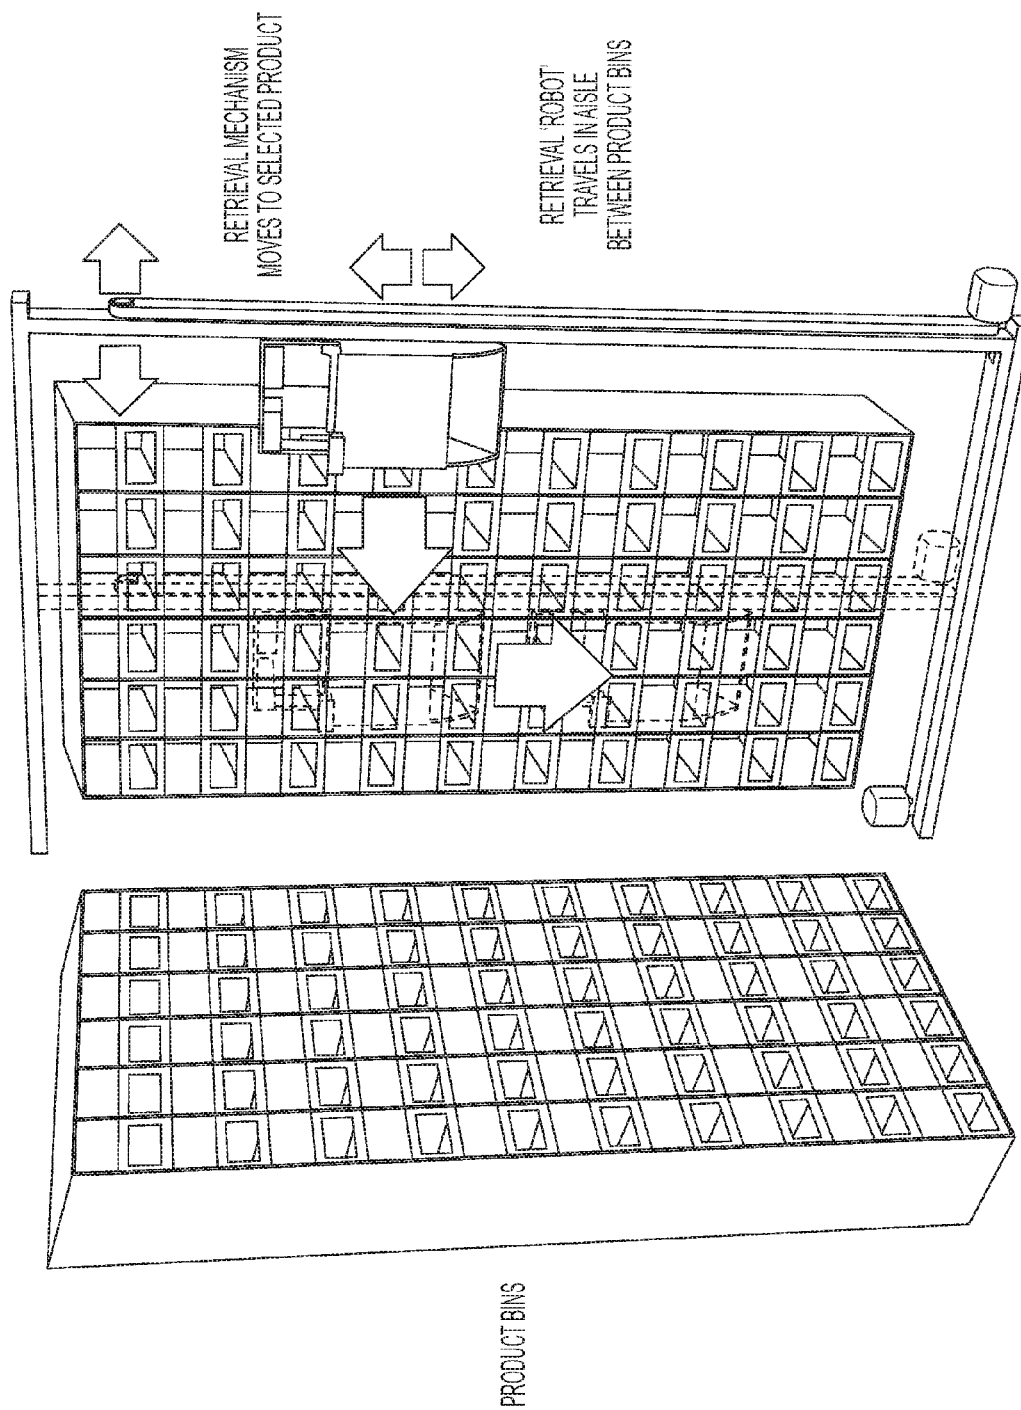 RETRIEVAL MECHANISM
MOVES TO SELECTED PRODUCT
RETRIEVAL 'ROBOT'
TRAVELS IN AISLE
BETWEEN PRODUCT BINS
PRODUCT BINS